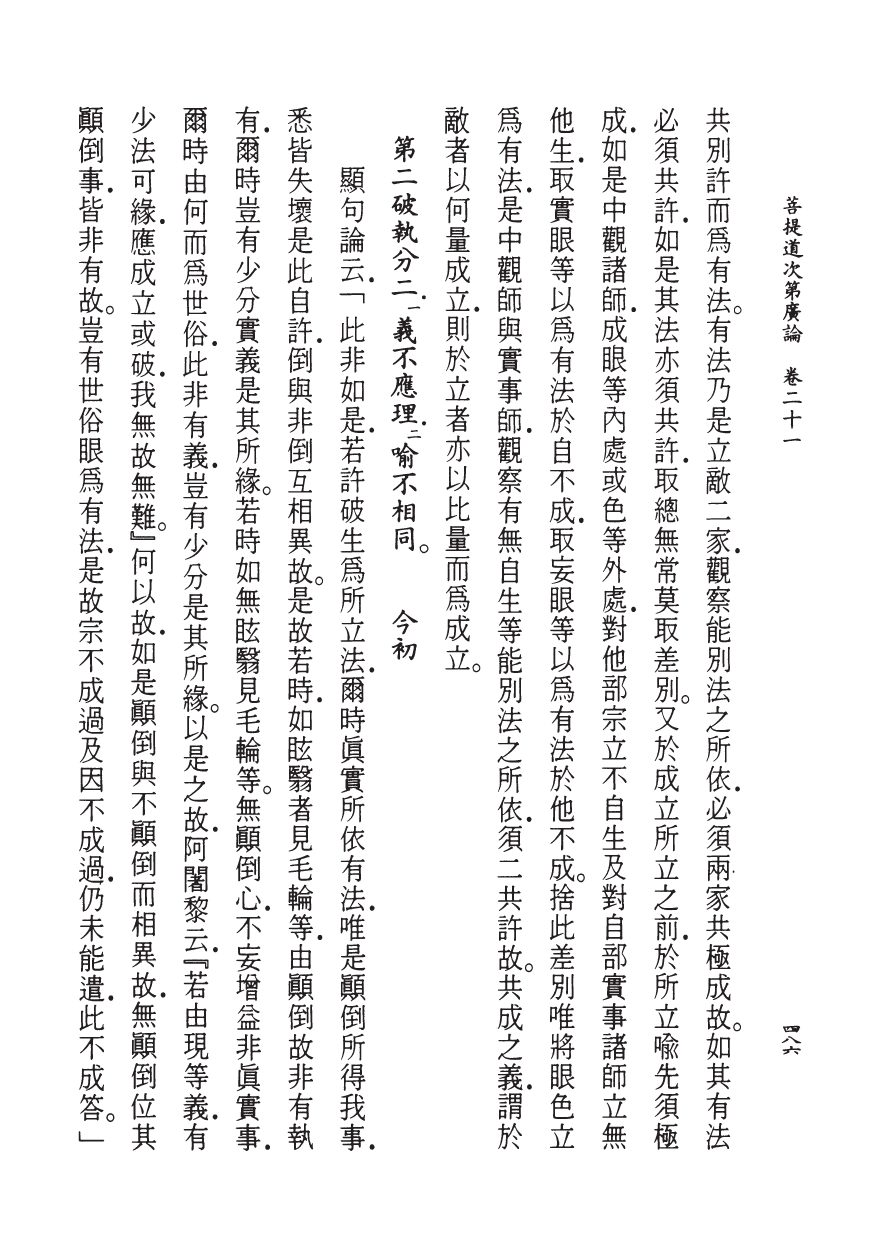 菩提道次第廣論　卷二十一
四八六
共別許而爲有法。有法乃是立敵二家．觀察能別法之所依．必須兩家共極成故。如其有法
必須共許．如是其法亦須共許．取總無常莫取差別。又於成立所立之前．於所立喩先須極
成．如是中觀諸師．成眼等內處或色等外處．對他部宗立不自生及對自部實事諸師立無
他生．取實眼等以爲有法於自不成．取妄眼等以爲有法於他不成。捨此差別唯將眼色立
爲有法．是中觀師與實事師．觀察有無自生等能別法之所依．須二共許故。共成之義．謂於
敵者以何量成立．則於立者亦以比量而爲成立。
第二破執分二．一義不應理．二喻不相同。　今初
顯句論云．「此非如是．若許破生爲所立法．爾時眞實所依有法．唯是顚倒所得我事．
悉皆失壞是此自許．倒與非倒互相異故。是故若時．如眩翳者見毛輪等．由顚倒故非有執
有．爾時豈有少分實義是其所緣。若時如無眩翳見毛輪等。無顚倒心．不妄增益非眞實事．
爾時由何而爲世俗．此非有義．豈有少分是其所緣。以是之故．阿闍黎云．『若由現等義．有
少法可緣．應成立或破．我無故無難。』何以故．如是顚倒與不顚倒而相異故．無顚倒位其
顚倒事．皆非有故。豈有世俗眼爲有法．是故宗不成過及因不成過．仍未能遣．此不成答。」